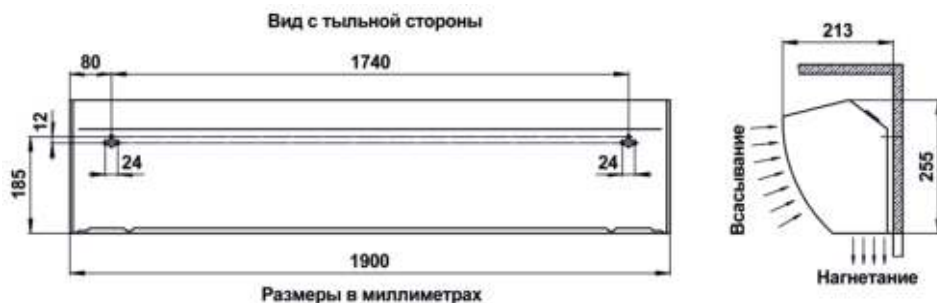 Вид с тыльной стороны
213
80
1740
12
24
24
185
Всасывание
255
1900
Нагнетание
Размеры в миллиметрах